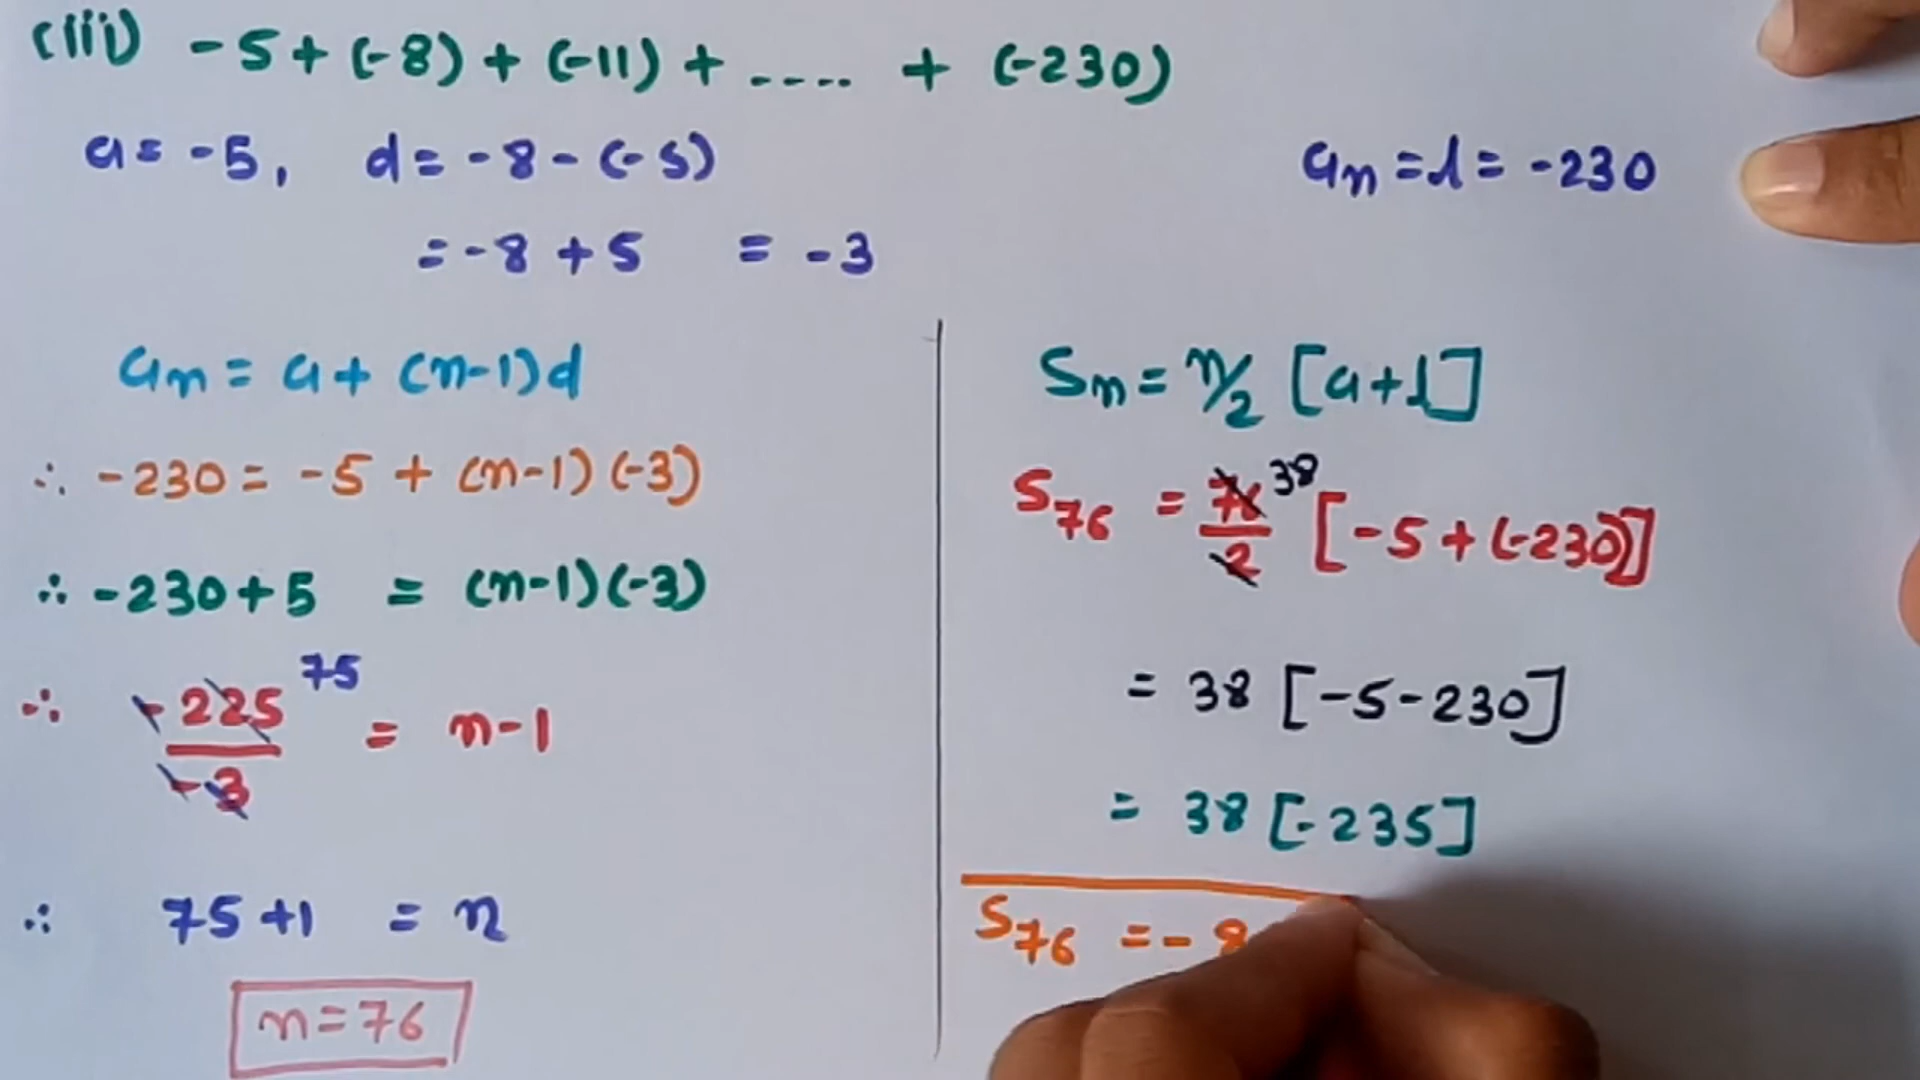 (iii) -5 + (-8) + (-11) + ..... + (-230)
a = -5, d = -8 - (-5) an = l = -230
= -8 + 5 = -3
an = a + (n-1)d
∴ -230 = -5 + (n-1)(-3)
∴ -230 + 5 = (n-1)(-3)
∴ -225/-3 75 = n-1
∴ 75 + 1 = n
n = 76
Sn = n/2 [a + l]
S76 = 76/2 38 [-5 + (-230)]
= 38 [-5 - 230]
= 38 [-235]
S76 = - 8